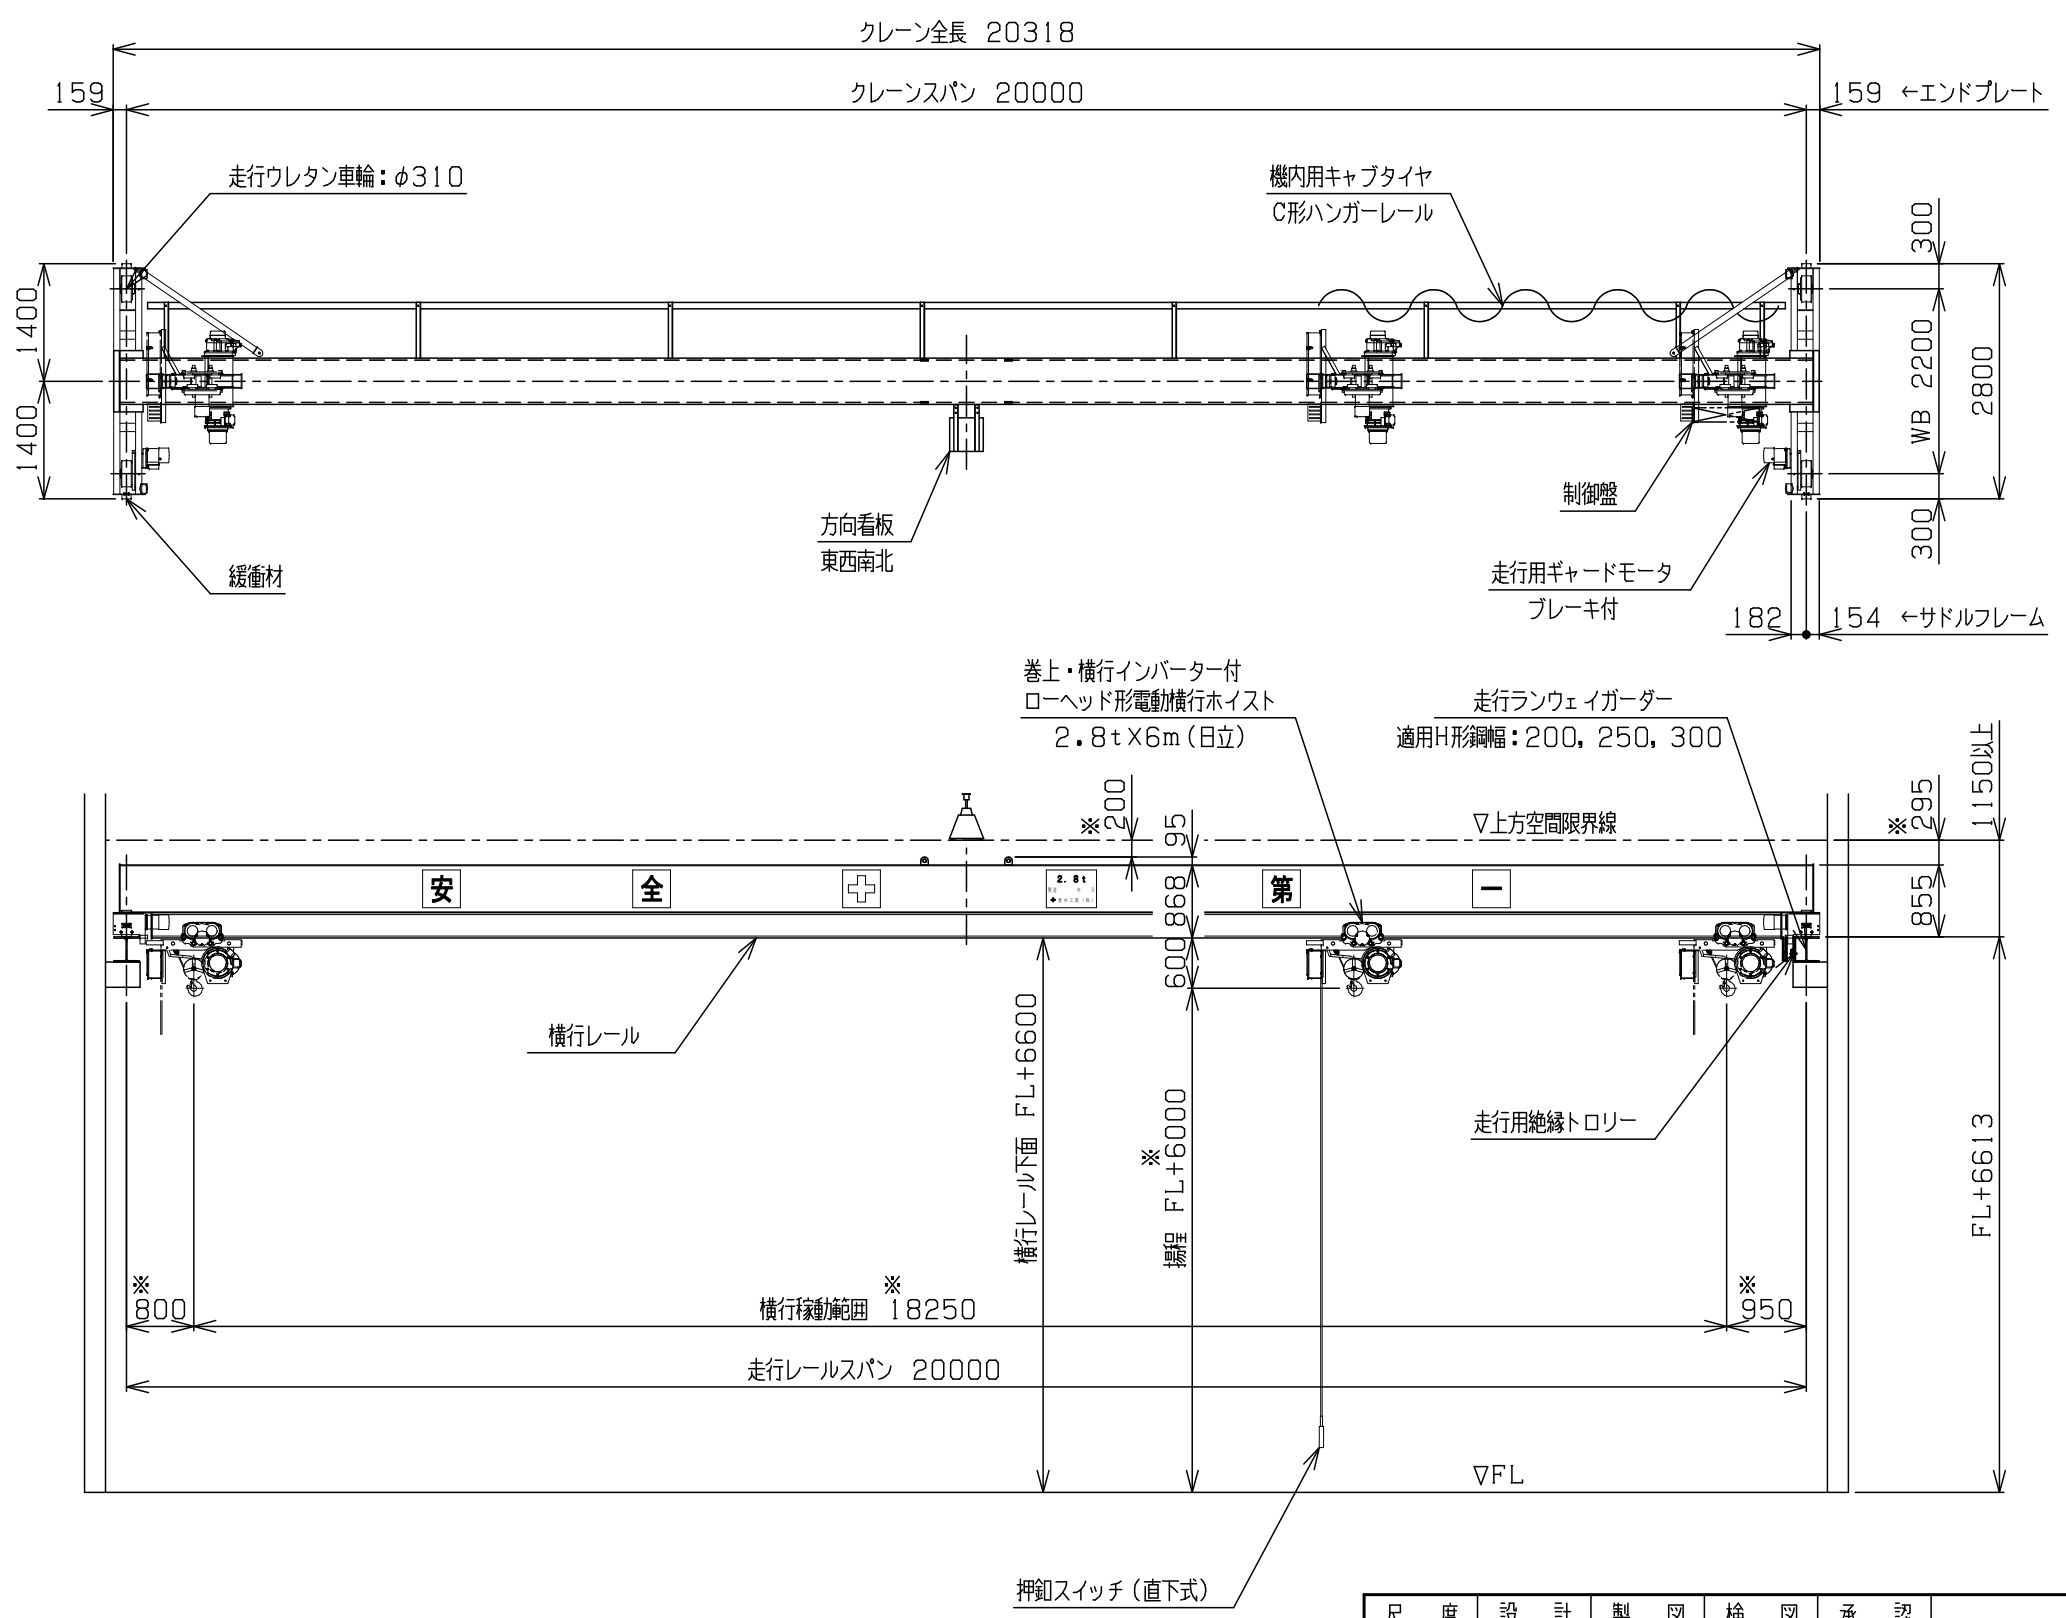 クレーン全長 20318
159
クレーンスパン 20000
159 ←エンドプレート
走行ウレタン車輪：φ310
機内用キャブタイヤ
C形ハンガーレール
300
1400
1400
WB 2200
2800
300
制御盤
方向看板
東西南北
緩衝材
走行用ギャードモータ
ブレーキ付
182
154 ←サドルフレーム
巻上・横行インバーター付
ローヘッド形電動横行ホイスト
2.8t×6m(日立)
走行ランウェイガーダー
適用H形鋼幅：200, 250, 300
※200
95
▽上方空間限界線
※295
1150以上
安 全 第 一
2.8t
868
855
600
横行レール
横行レール下面 FL+6600
※
揚程 FL+6000
走行用絶縁トロリー
FL+6613
※
800
横行稼動範囲 ※18250
※
950
走行レールスパン 20000
▽FL
押釦スイッチ(直下式)
尺 度 設 計 製 図 検 図 承 認